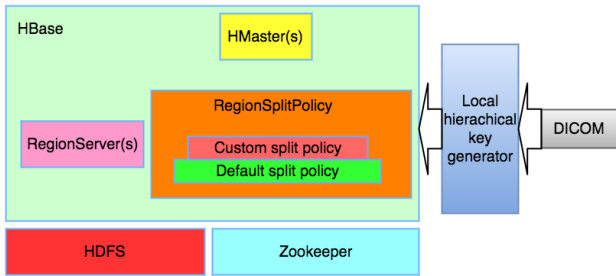 HBase
HMaster(s)
RegionSplitPolicy
RegionServer(s)
Custom split policy
Default split policy
Local
hierachical
key
generator
DICOM
HDFS
Zookeeper